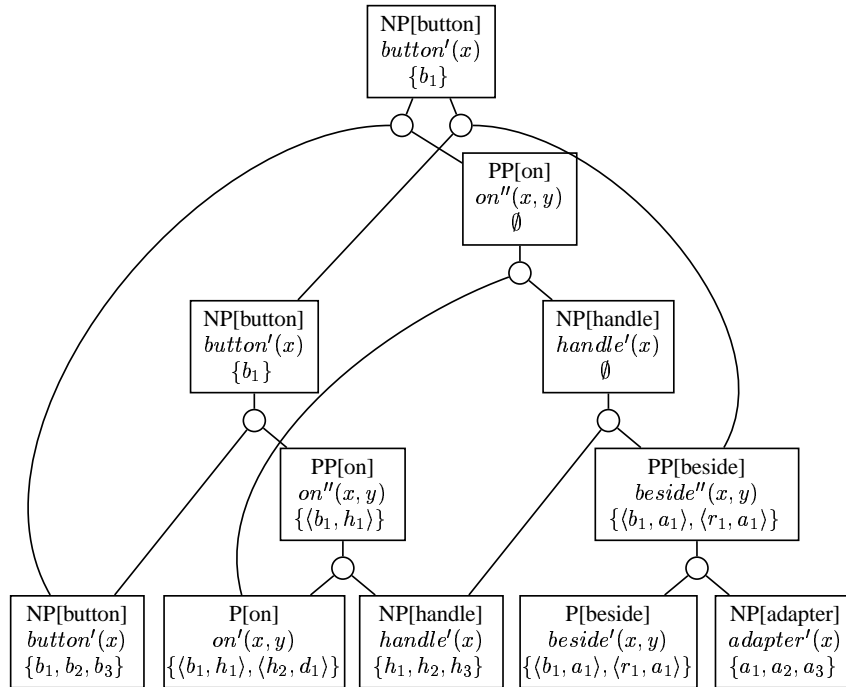 NP[button]
button′(x)
{b₁}
PP[on]
on′′(x, y)
∅
NP[button]
button′(x)
{b₁}
NP[handle]
handle′(x)
∅
PP[on]
on′′(x, y)
{⟨b₁, h₁⟩}
PP[beside]
beside′′(x, y)
{⟨b₁, a₁⟩, ⟨r₁, a₁⟩}
NP[button]
button′(x)
{b₁, b₂, b₃}
P[on]
on′(x, y)
{⟨b₁, h₁⟩, ⟨h₂, d₁⟩}
NP[handle]
handle′(x)
{h₁, h₂, h₃}
P[beside]
beside′(x, y)
{⟨b₁, a₁⟩, ⟨r₁, a₁⟩}
NP[adapter]
adapter′(x)
{a₁, a₂, a₃}